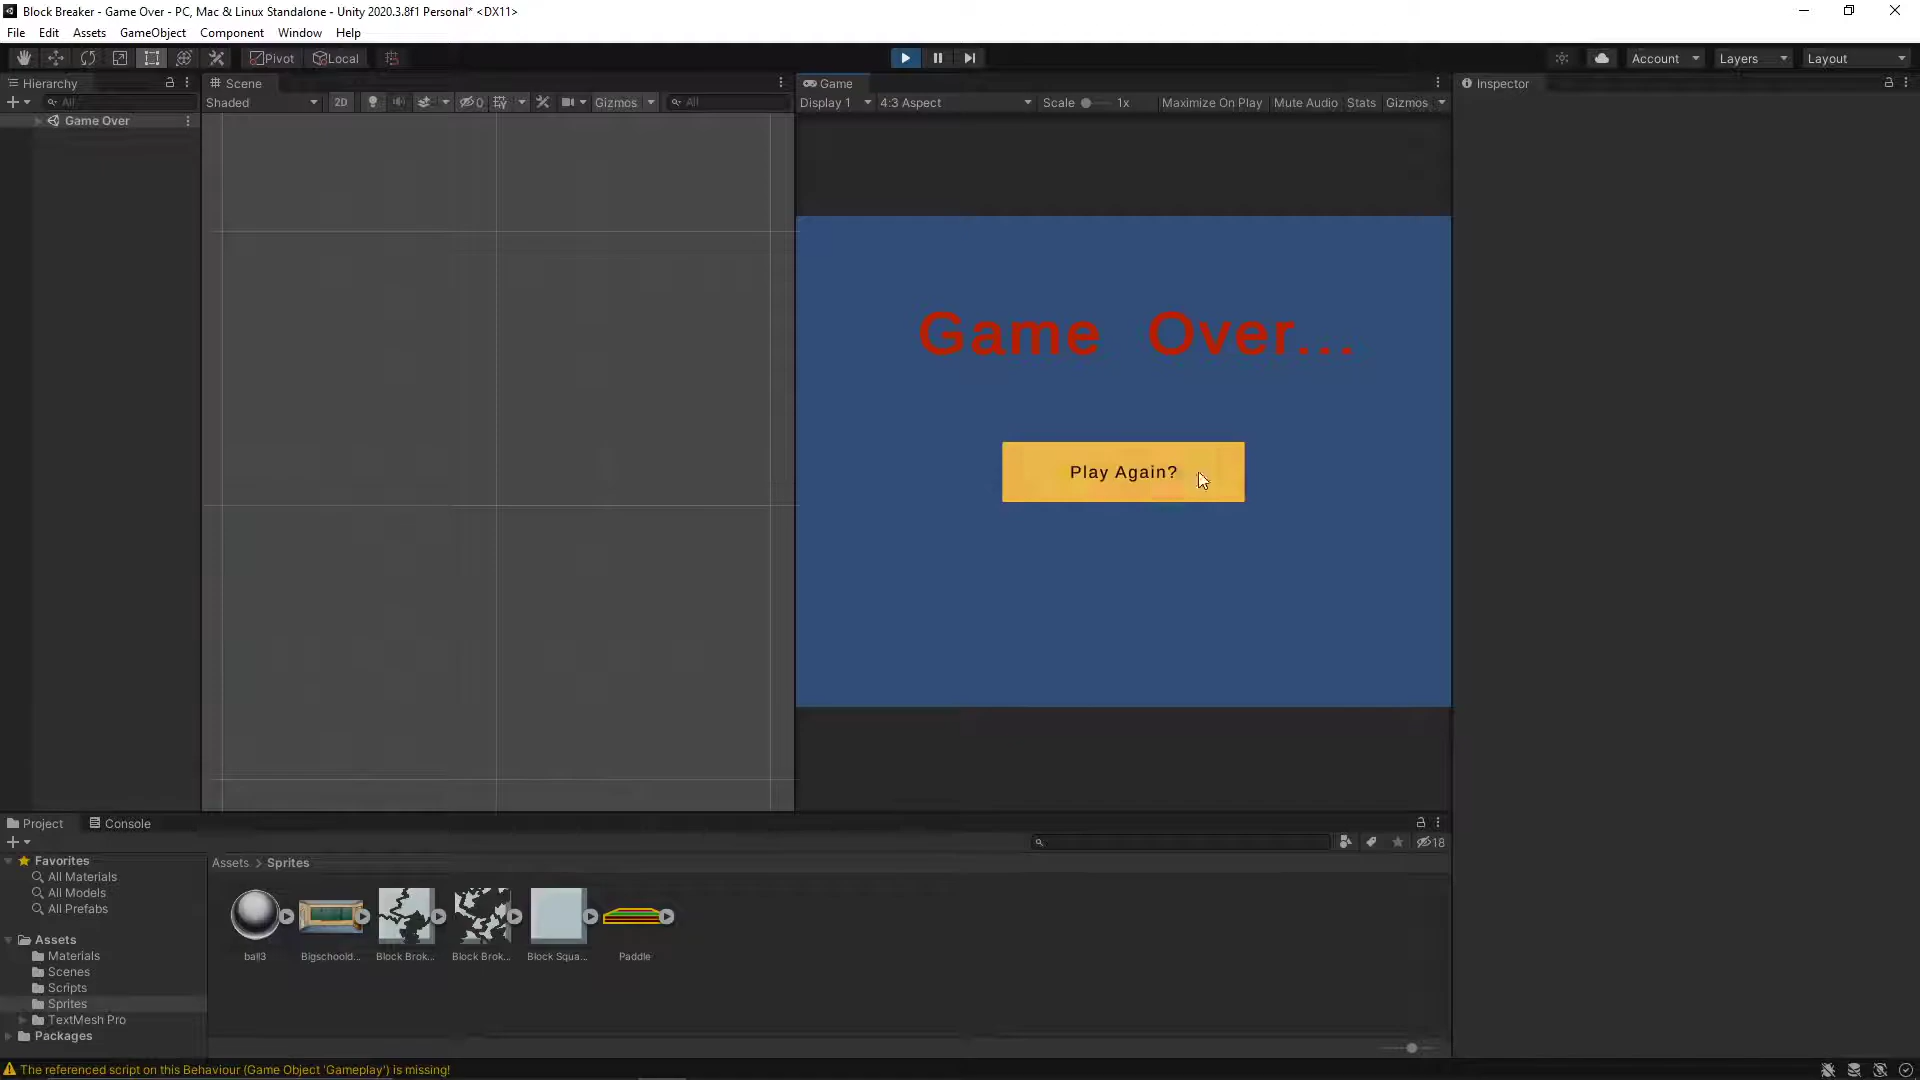 Block Breaker - Game Over - PC, Mac & Linux Standalone - Unity 2020.3.8f1 Personal* <DX11>
File Edit Assets GameObject Component Window Help
Pivot Local Account Layers Layout
Hierarchy Scene Game Inspector
All Shaded 2D 0 Gizmos All Display 1 4:3 Aspect Scale 1x Maximize On Play Mute Audio Stats Gizmos
Game Over
Game Over...
Play Again?
Project Console
18
Favorites
All Materials
All Models
All Prefabs
Assets
Materials
Scenes
Scripts
Sprites
TextMesh Pro
Packages
Assets > Sprites
ball3 Bigschoold... Block Brok... Block Brok... Block Squa... Paddle
The referenced script on this Behaviour (Game Object 'Gameplay') is missing!